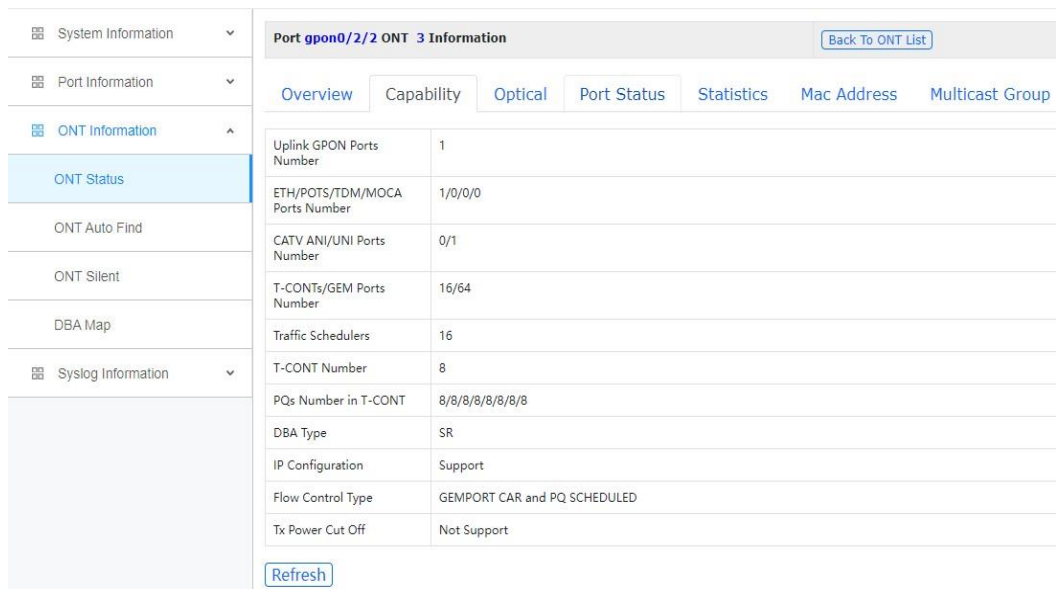 System Information
Port Information
ONT Information
ONT Status
ONT Auto Find
ONT Silent
DBA Map
Syslog Information
Port gpon0/2/2 ONT 3 Information
Back To ONT List
Overview Capability Optical Port Status Statistics Mac Address Multicast Group
Uplink GPON Ports 1
Number
ETH/POTS/TDM/MOCA 1/0/0/0
Ports Number
CATV ANI/UNI Ports 0/1
Number
T-CONTs/GEM Ports 16/64
Number
Traffic Schedulers 16
T-CONT Number 8
PQs Number in T-CONT 8/8/8/8/8/8/8/8
DBA Type SR
IP Configuration Support
Flow Control Type GEMPORT CAR and PQ SCHEDULED
Tx Power Cut Off Not Support
Refresh